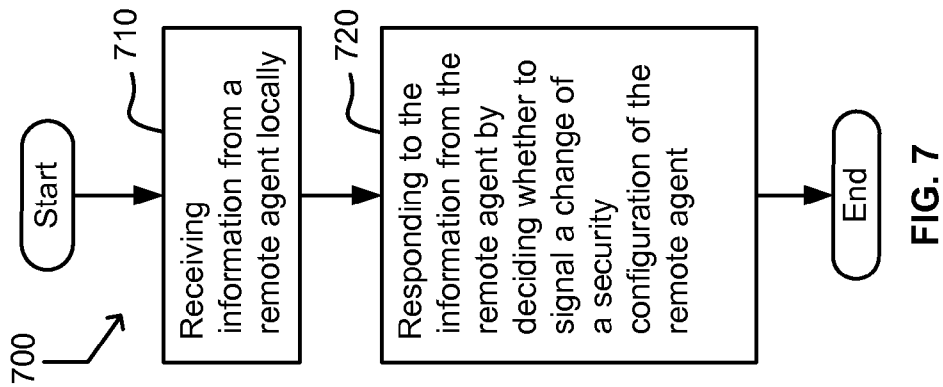 700
Start
710
Receiving
information from a
remote agent locally
720
Responding to the
information from the
remote agent by
deciding whether to
signal a change of
a security
configuration of the
remote agent
End
FIG. 7